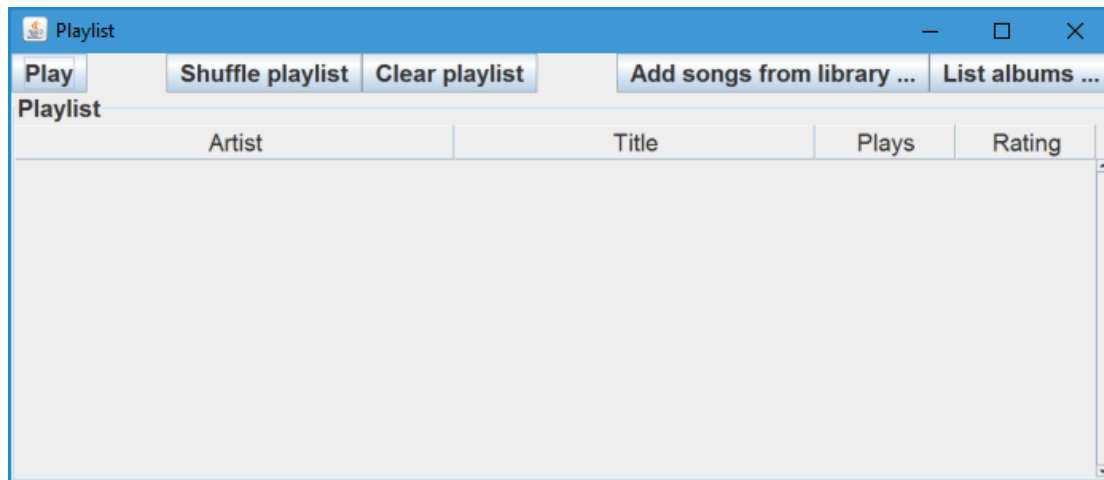 Playlist
Play Shuffle playlist Clear playlist Add songs from library ... List albums ...
Playlist
Artist Title Plays Rating